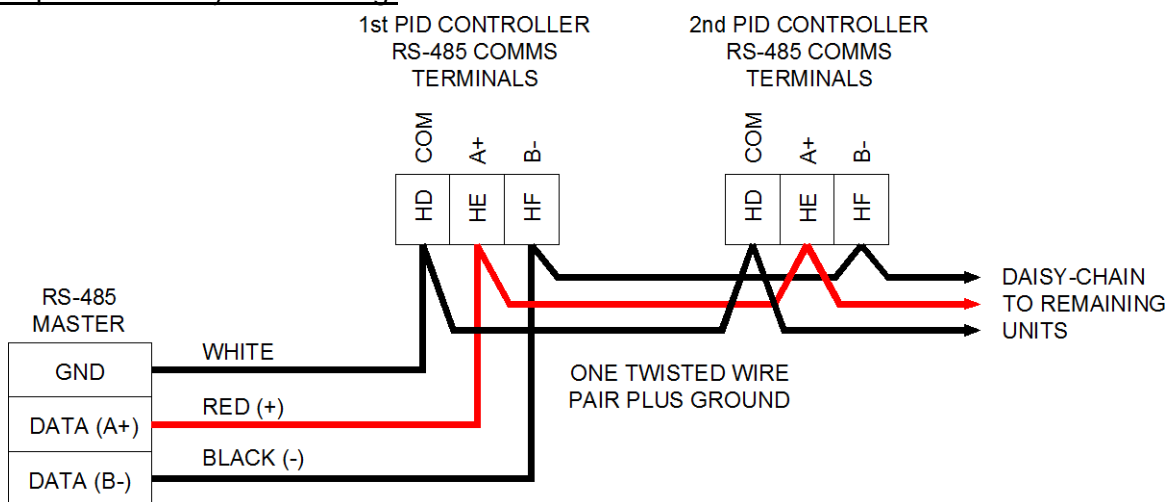 1st PID CONTROLLER
RS-485 COMMS
TERMINALS
2nd PID CONTROLLER
RS-485 COMMS
TERMINALS
COM
A+
B-
HD
HE
HF
COM
A+
B-
HD
HE
HF
DAISY-CHAIN
TO REMAINING
UNITS
RS-485
MASTER
GND
DATA (A+)
DATA (B-)
WHITE
RED (+)
BLACK (-)
ONE TWISTED WIRE
PAIR PLUS GROUND